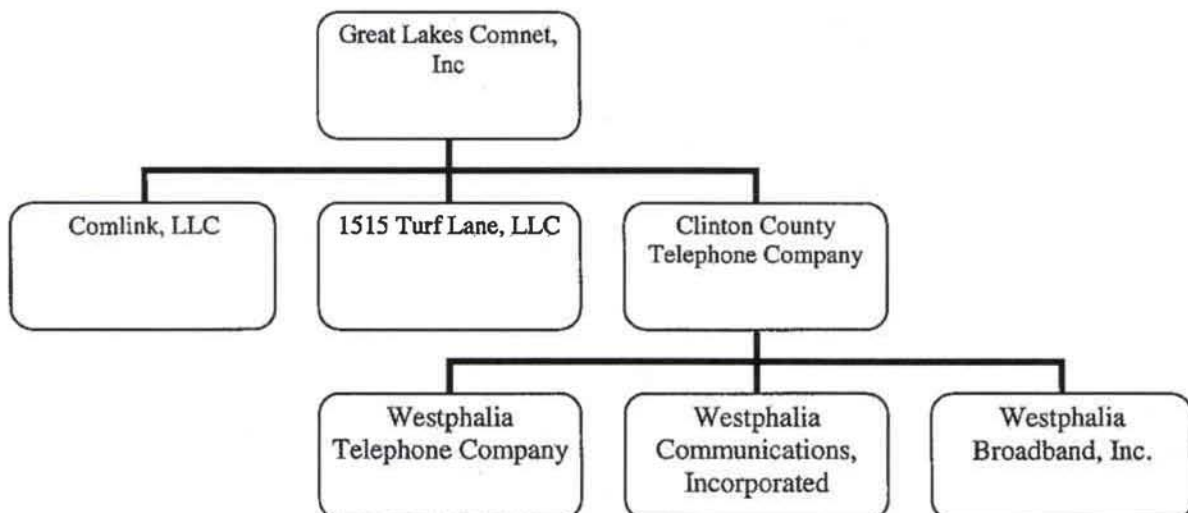 Great Lakes Comnet,
Inc
Comlink, LLC
1515 Turf Lane, LLC
Clinton County
Telephone Company
Westphalia
Telephone Company
Westphalia
Communications,
Incorporated
Westphalia
Broadband, Inc.